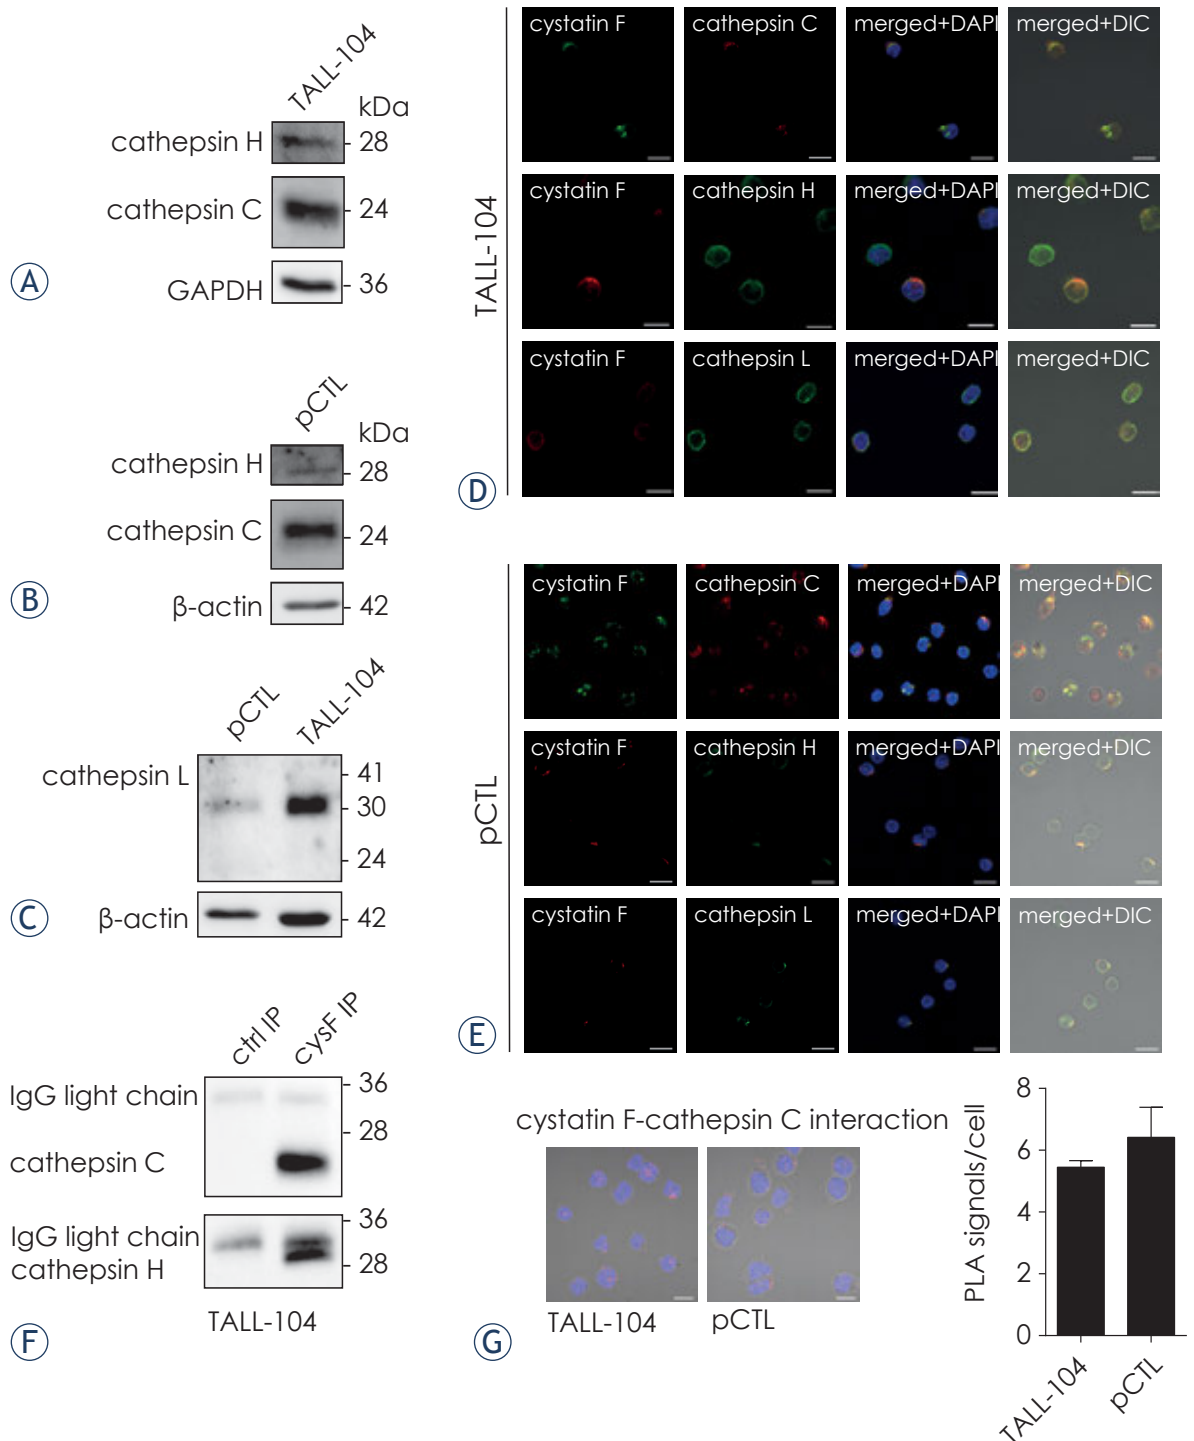 TALL-104
kDa
cathepsin H
28
cathepsin C
24
GAPDH
36
A
pCTL
kDa
cathepsin H
28
cathepsin C
24
β-actin
42
B
pCTL
TALL-104
cathepsin L
41
30
24
β-actin
42
C
TALL-104
cystatin F
cathepsin C
merged+DAPI
merged+DIC
cystatin F
cathepsin H
merged+DAPI
merged+DIC
cystatin F
cathepsin L
merged+DAPI
merged+DIC
D
pCTL
cystatin F
cathepsin C
merged+DAPI
merged+DIC
cystatin F
cathepsin H
merged+DAPI
merged+DIC
cystatin F
cathepsin L
merged+DAPI
merged+DIC
E
ctrl IP
cysF IP
IgG light chain
36
28
cathepsin C
IgG light chain
36
cathepsin H
28
TALL-104
F
cystatin F-cathepsin C interaction
TALL-104
pCTL
G
PLA signals/cell
8
6
4
2
0
TALL-104
pCTL